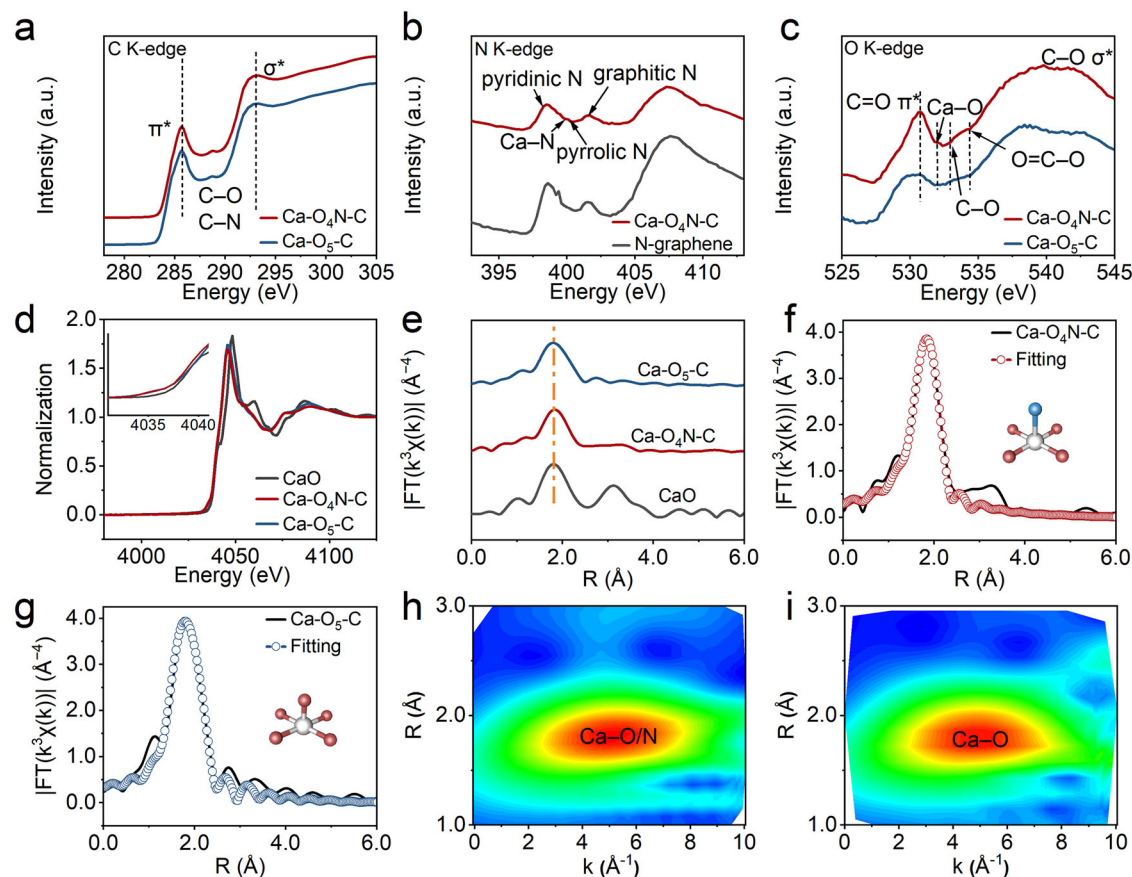 a
C K-edge
σ*
π*
C–O
C–N
Ca-O₄N-C
Ca-O₅-C
Intensity (a.u.)
280 285 290 295 300 305
Energy (eV)
b
N K-edge
pyridinic N
graphitic N
Ca–N
pyrrolic N
Ca-O₄N-C
N-graphene
Intensity (a.u.)
395 400 405 410
Energy (eV)
c
O K-edge
C–O σ*
C=O π*
Ca–O
O=C–O
C–O
Ca-O₄N-C
Ca-O₅-C
Intensity (a.u.)
525 530 535 540 545
Energy (eV)
d
2.0
1.5
1.0
0.5
0.0
Normalization
4035 4040
CaO
Ca-O₄N-C
Ca-O₅-C
4000 4050 4100
Energy (eV)
e
|FT(k³χ(k))| (Å⁻⁴)
Ca-O₅-C
Ca-O₄N-C
CaO
0.0 2.0 4.0 6.0
R (Å)
f
4.0
3.0
2.0
1.0
0.0
|FT(k³χ(k))| (Å⁻⁴)
Ca-O₄N-C
Fitting
0.0 2.0 4.0 6.0
R (Å)
g
4.0
3.0
2.0
1.0
0.0
|FT(k³χ(k))| (Å⁻⁴)
Ca-O₅-C
Fitting
0.0 2.0 4.0 6.0
R (Å)
h
3.0
2.0
1.0
R (Å)
Ca–O/N
0 2 4 6 8 10
k (Å⁻¹)
i
3.0
2.0
1.0
R (Å)
Ca–O
0 2 4 6 8 10
k (Å⁻¹)